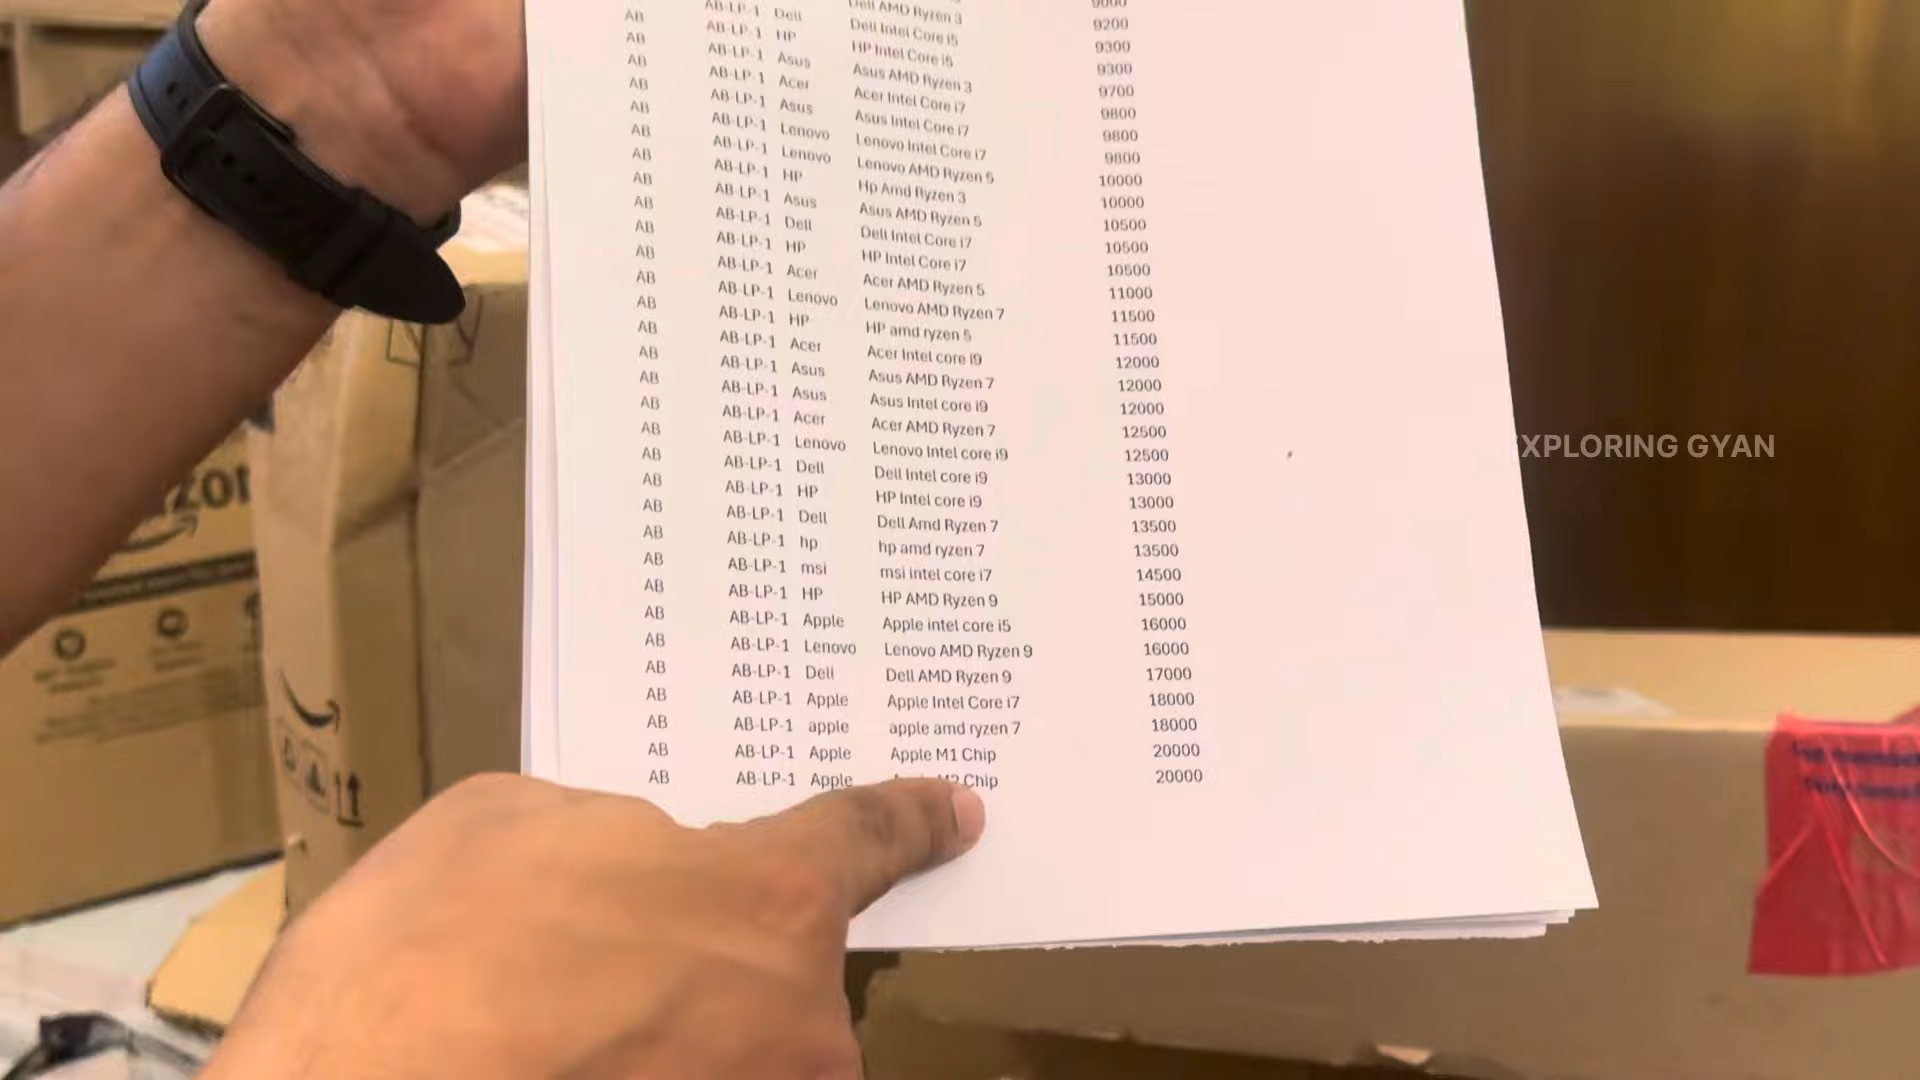 Dell AMD Ryzen 3 9000
AB AB-LP-1 Dell Dell Intel Core i5 9200
AB AB-LP-1 HP HP Intel Core i5 9300
AB AB-LP-1 Asus Asus AMD Ryzen 3 9300
AB AB-LP-1 Acer Acer Intel Core i7 9700
AB AB-LP-1 Asus Asus Intel Core i7 9800
AB AB-LP-1 Lenovo Lenovo Intel Core i7 9800
AB AB-LP-1 Lenovo Lenovo AMD Ryzen 5 9800
AB AB-LP-1 HP Hp Amd Ryzen 3 10000
AB AB-LP-1 Asus Asus AMD Ryzen 5 10000
AB AB-LP-1 Dell Dell Intel Core i7 10500
AB AB-LP-1 HP HP Intel Core i7 10500
AB AB-LP-1 Acer Acer AMD Ryzen 5 10500
AB AB-LP-1 Lenovo Lenovo AMD Ryzen 7 11000
AB AB-LP-1 HP HP amd ryzen 5 11500
AB AB-LP-1 Acer Acer Intel core i9 11500
AB AB-LP-1 Asus Asus AMD Ryzen 7 12000
AB AB-LP-1 Asus Asus Intel core i9 12000
AB AB-LP-1 Acer Acer AMD Ryzen 7 12000
AB AB-LP-1 Lenovo Lenovo Intel core i9 12500
AB AB-LP-1 Dell Dell Intel core i9 12500
AB AB-LP-1 HP HP Intel core i9 13000
AB AB-LP-1 Dell Dell Amd Ryzen 7 13000
AB AB-LP-1 hp hp amd ryzen 7 13500
AB AB-LP-1 msi msi intel core i7 13500
AB AB-LP-1 HP HP AMD Ryzen 9 14500
AB AB-LP-1 Apple Apple intel core i5 15000
AB AB-LP-1 Lenovo Lenovo AMD Ryzen 9 16000
AB AB-LP-1 Dell Dell AMD Ryzen 9 16000
AB AB-LP-1 Apple Apple Intel Core i7 17000
AB AB-LP-1 apple apple amd ryzen 7 18000
AB AB-LP-1 Apple Apple M1 Chip 18000
AB AB-LP-1 Apple M2 Chip 20000
20000
EXPLORING GYAN